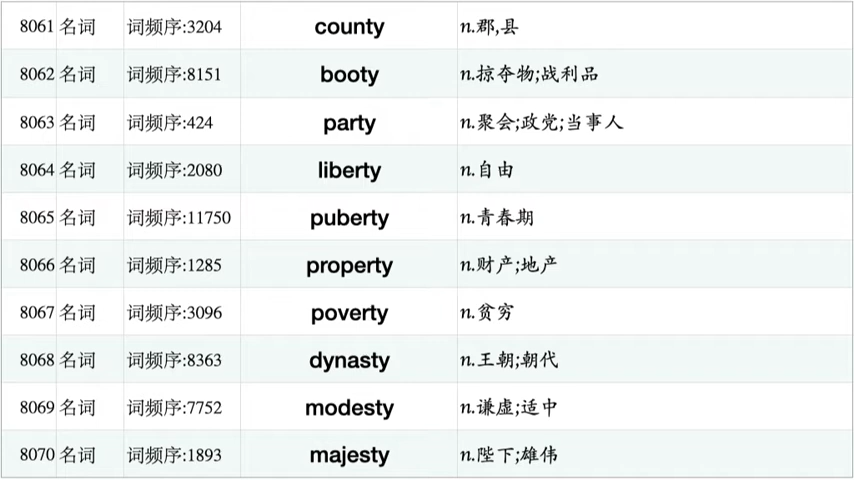 8061 名词 词频序:3204 county n.郡,县
8062 名词 词频序:8151 booty n.掠夺物;战利品
8063 名词 词频序:424 party n.聚会;政党;当事人
8064 名词 词频序:2080 liberty n.自由
8065 名词 词频序:11750 puberty n.青春期
8066 名词 词频序:1285 property n.财产;地产
8067 名词 词频序:3096 poverty n.贫穷
8068 名词 词频序:8363 dynasty n.王朝;朝代
8069 名词 词频序:7752 modesty n.谦虚;适中
8070 名词 词频序:1893 majesty n.陛下;雄伟